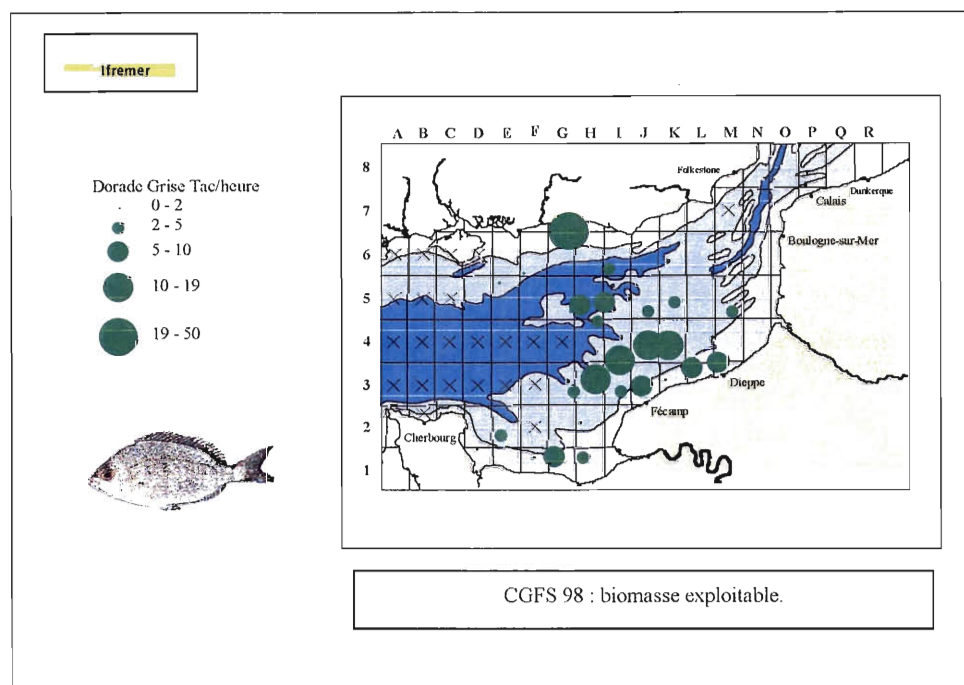 Ifremer
Dorade Grise Tac/heure
0 - 2
2 - 5
5 - 10
10 - 19
19 - 50
A B C D E F G H I J K L M N O P Q R
8
7
6
5
4
3
2
1
Folkestone
Dunkerque
Calais
Boulogne-sur-Mer
Dieppe
Fécamp
Cherbourg
CGFS 98 : biomasse exploitable.